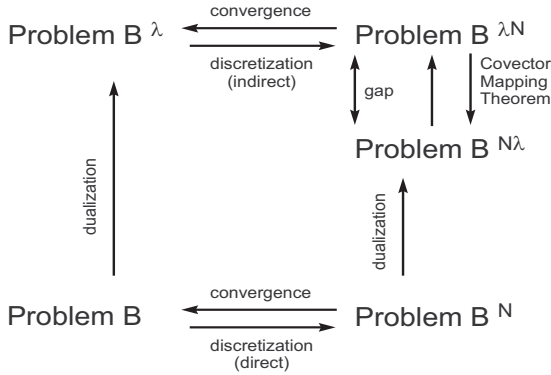 convergence
Problem B λ
Problem B λN
discretization
(indirect)
gap
Covector
Mapping
Theorem
Problem B Nλ
dualization
dualization
convergence
Problem B
Problem B N
discretization
(direct)